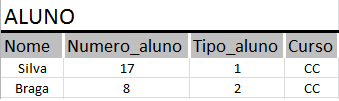 ALUNO
Nome Numero_aluno Tipo_aluno Curso
Silva 17 1 CC
Braga 8 2 CC